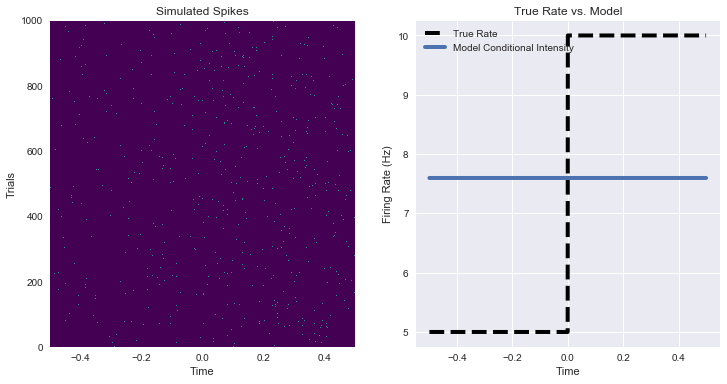 Simulated Spikes
Trials
1000
800
600
400
200
0
−0.4
−0.2
0.0
0.2
0.4
Time
True Rate vs. Model
True Rate
Model Conditional Intensity
Firing Rate (Hz)
10
9
8
7
6
5
−0.4
−0.2
0.0
0.2
0.4
Time